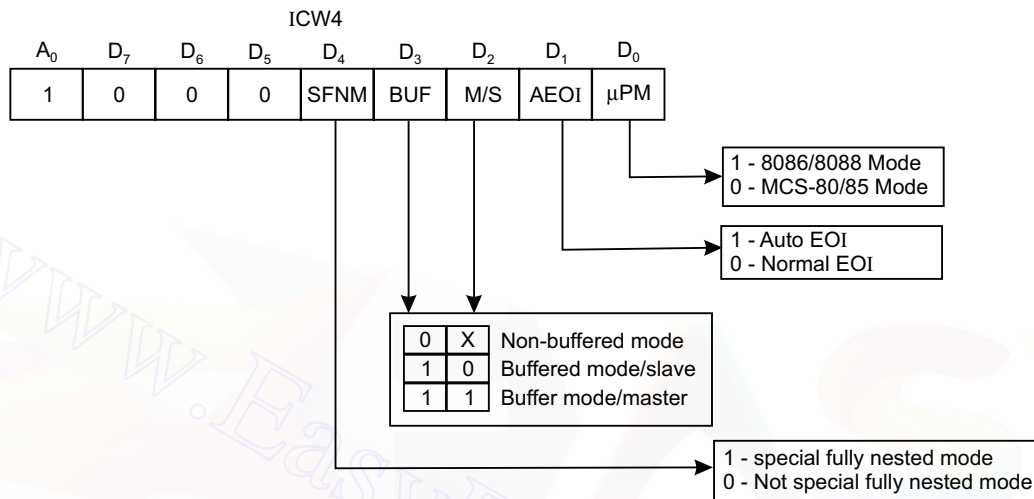 ICW4
A0 D7 D6 D5 D4 D3 D2 D1 D0
1 0 0 0 SFNM BUF M/S AEOI µPM
1 - 8086/8088 Mode
0 - MCS-80/85 Mode
1 - Auto EOI
0 - Normal EOI
0 X Non-buffered mode
1 0 Buffered mode/slave
1 1 Buffer mode/master
1 - special fully nested mode
0 - Not special fully nested mode